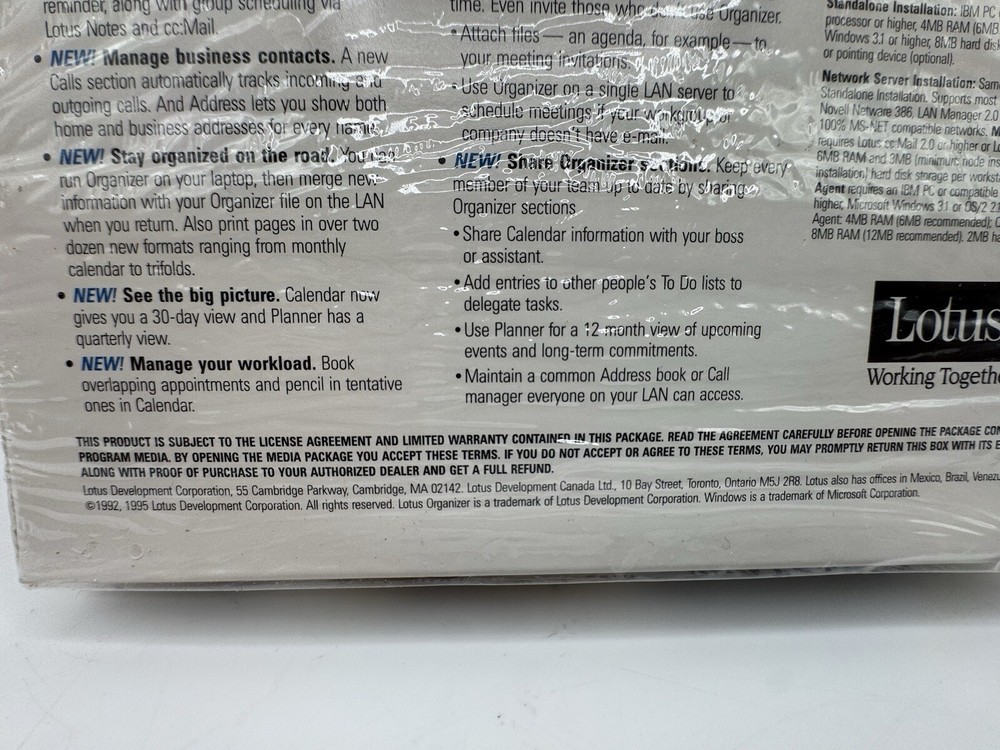 reminder, along with group scheduling via
Lotus Notes and cc:Mail.
• NEW! Manage business contacts. A new
Calls section automatically tracks incoming and
outgoing calls. And Address lets you show both
home and business addresses for every name.
• NEW! Stay organized on the road. You can
run Organizer on your laptop, then merge new
information with your Organizer file on the LAN
when you return. Also print pages in over two
dozen new formats ranging from monthly
calendar to trifolds.
• NEW! See the big picture. Calendar now
gives you a 30-day view and Planner has a
quarterly view.
• NEW! Manage your workload. Book
overlapping appointments and pencil in tentative
ones in Calendar.
time. Even invite those who don't use Organizer.
• Attach files — an agenda, for example — to
your meeting invitations.
• Use Organizer on a single LAN server to
schedule meetings if your workgroup or
company doesn't have e-mail.
• NEW! Share Organizer sections. Keep every
member of your team up to date by sharing
Organizer sections
• Share Calendar information with your boss
or assistant.
• Add entries to other people's To Do lists to
delegate tasks.
• Use Planner for a 12 month view of upcoming
events and long-term commitments.
• Maintain a common Address book or Call
manager everyone on your LAN can access.
Standalone Installation: IBM PC
processor or higher, 4MB RAM (6MB
Windows 3.1 or higher, 8MB hard disk
or pointing device (optional).
Network Server Installation: Same
Standalone Installation. Supports most
Novell Netware 386, LAN Manager 2.0
100% MS-NET compatible networks.
requires Lotus cc:Mail 2.0 or higher or
6MB RAM and 3MB (minimum node
installation) hard disk storage per
Agent requires an IBM PC or compatible
higher, Microsoft Windows 3.1 or OS/2
Agent: 4MB RAM (6MB recommended);
8MB RAM (12MB recommended). 2MB
Lotus
Working Together
THIS PRODUCT IS SUBJECT TO THE LICENSE AGREEMENT AND LIMITED WARRANTY CONTAINED IN THIS PACKAGE. READ THE AGREEMENT CAREFULLY BEFORE OPENING THE PACKAGE
PROGRAM MEDIA. BY OPENING THE MEDIA PACKAGE YOU ACCEPT THESE TERMS. IF YOU DO NOT ACCEPT OR AGREE TO THESE TERMS, YOU MAY PROMPTLY RETURN THIS BOX WITH ITS
ALONG WITH PROOF OF PURCHASE TO YOUR AUTHORIZED DEALER AND GET A FULL REFUND.
Lotus Development Corporation, 55 Cambridge Parkway, Cambridge, MA 02142. Lotus Development Canada Ltd., 10 Bay Street, Toronto, Ontario M5J 2R8. Lotus also has offices in Mexico, Brazil,
©1992, 1995 Lotus Development Corporation. All rights reserved. Lotus Organizer is a trademark of Lotus Development Corporation. Windows is a trademark of Microsoft Corporation.